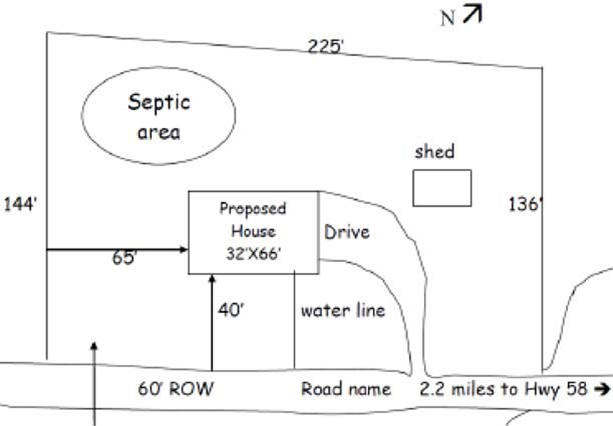 N
225'
Septic
area
shed
144'
136'
Proposed
House
32'X66'
Drive
65'
40'
water line
60' ROW
Road name
2.2 miles to Hwy 58